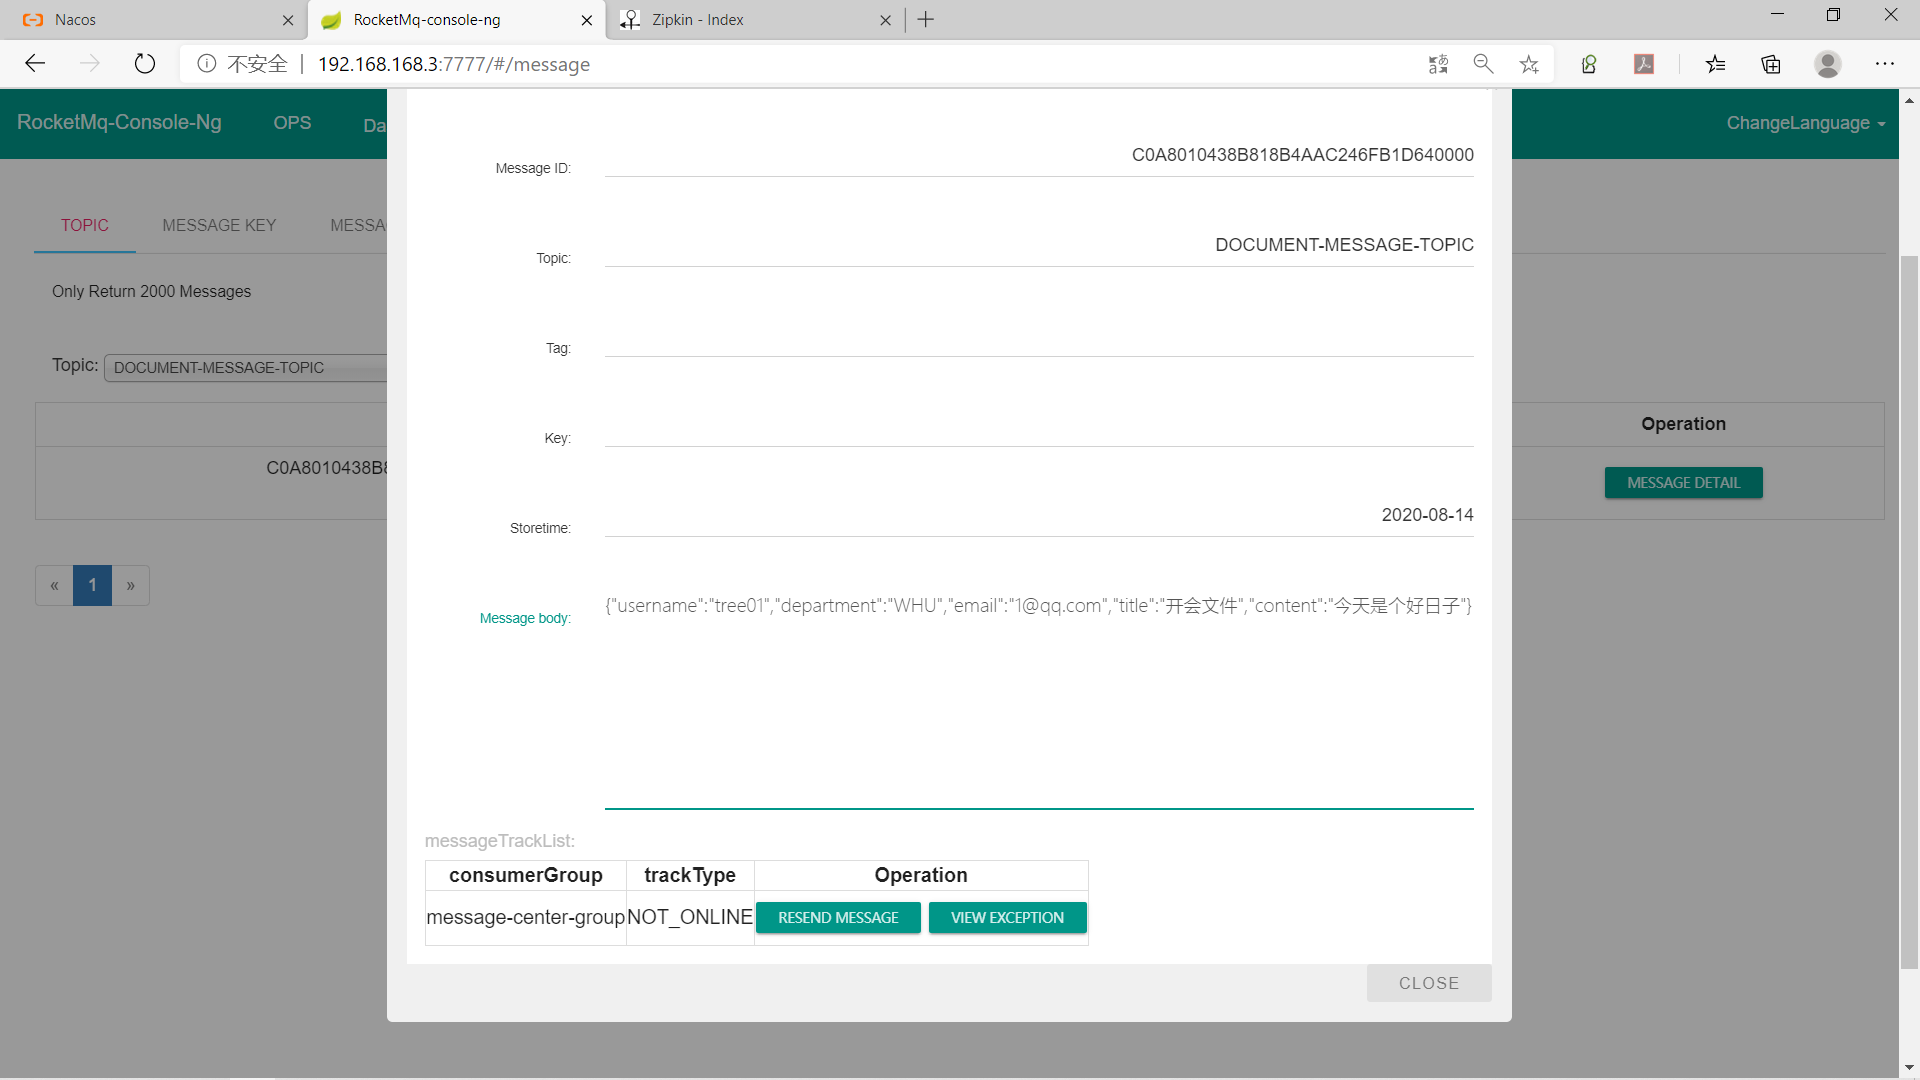 Nacos
RocketMq-console-ng
Zipkin - Index
不安全 | 192.168.168.3:7777/#/message
RocketMq-Console-Ng OPS Da ChangeLanguage
TOPIC MESSAGE KEY MESSA
Only Return 2000 Messages
Topic: DOCUMENT-MESSAGE-TOPIC
Operation
C0A8010438B8
MESSAGE DETAIL
« 1 »
Message ID: C0A8010438B818B4AAC246FB1D640000
Topic: DOCUMENT-MESSAGE-TOPIC
Tag:
Key:
Storetime: 2020-08-14
Message body: {"username":"tree01","department":"WHU","email":"1@qq.com","title":"开会文件","content":"今天是个好日子"}
messageTrackList:
consumerGroup trackType Operation
message-center-group NOT_ONLINE RESEND MESSAGE VIEW EXCEPTION
CLOSE